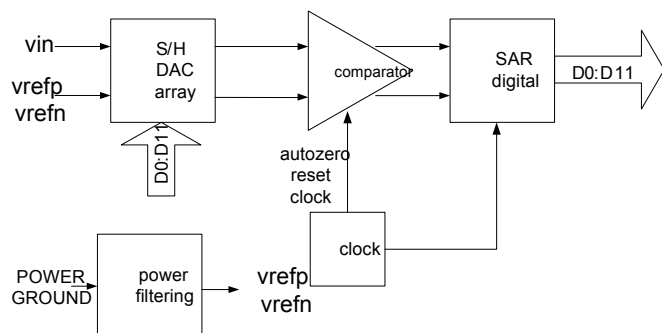 vin
vrefp
vrefn
S/H
DAC
array
D0:D11
comparator
SAR
digital
D0:D11
autozero
reset
clock
clock
POWER
GROUND
power
filtering
vrefp
vrefn